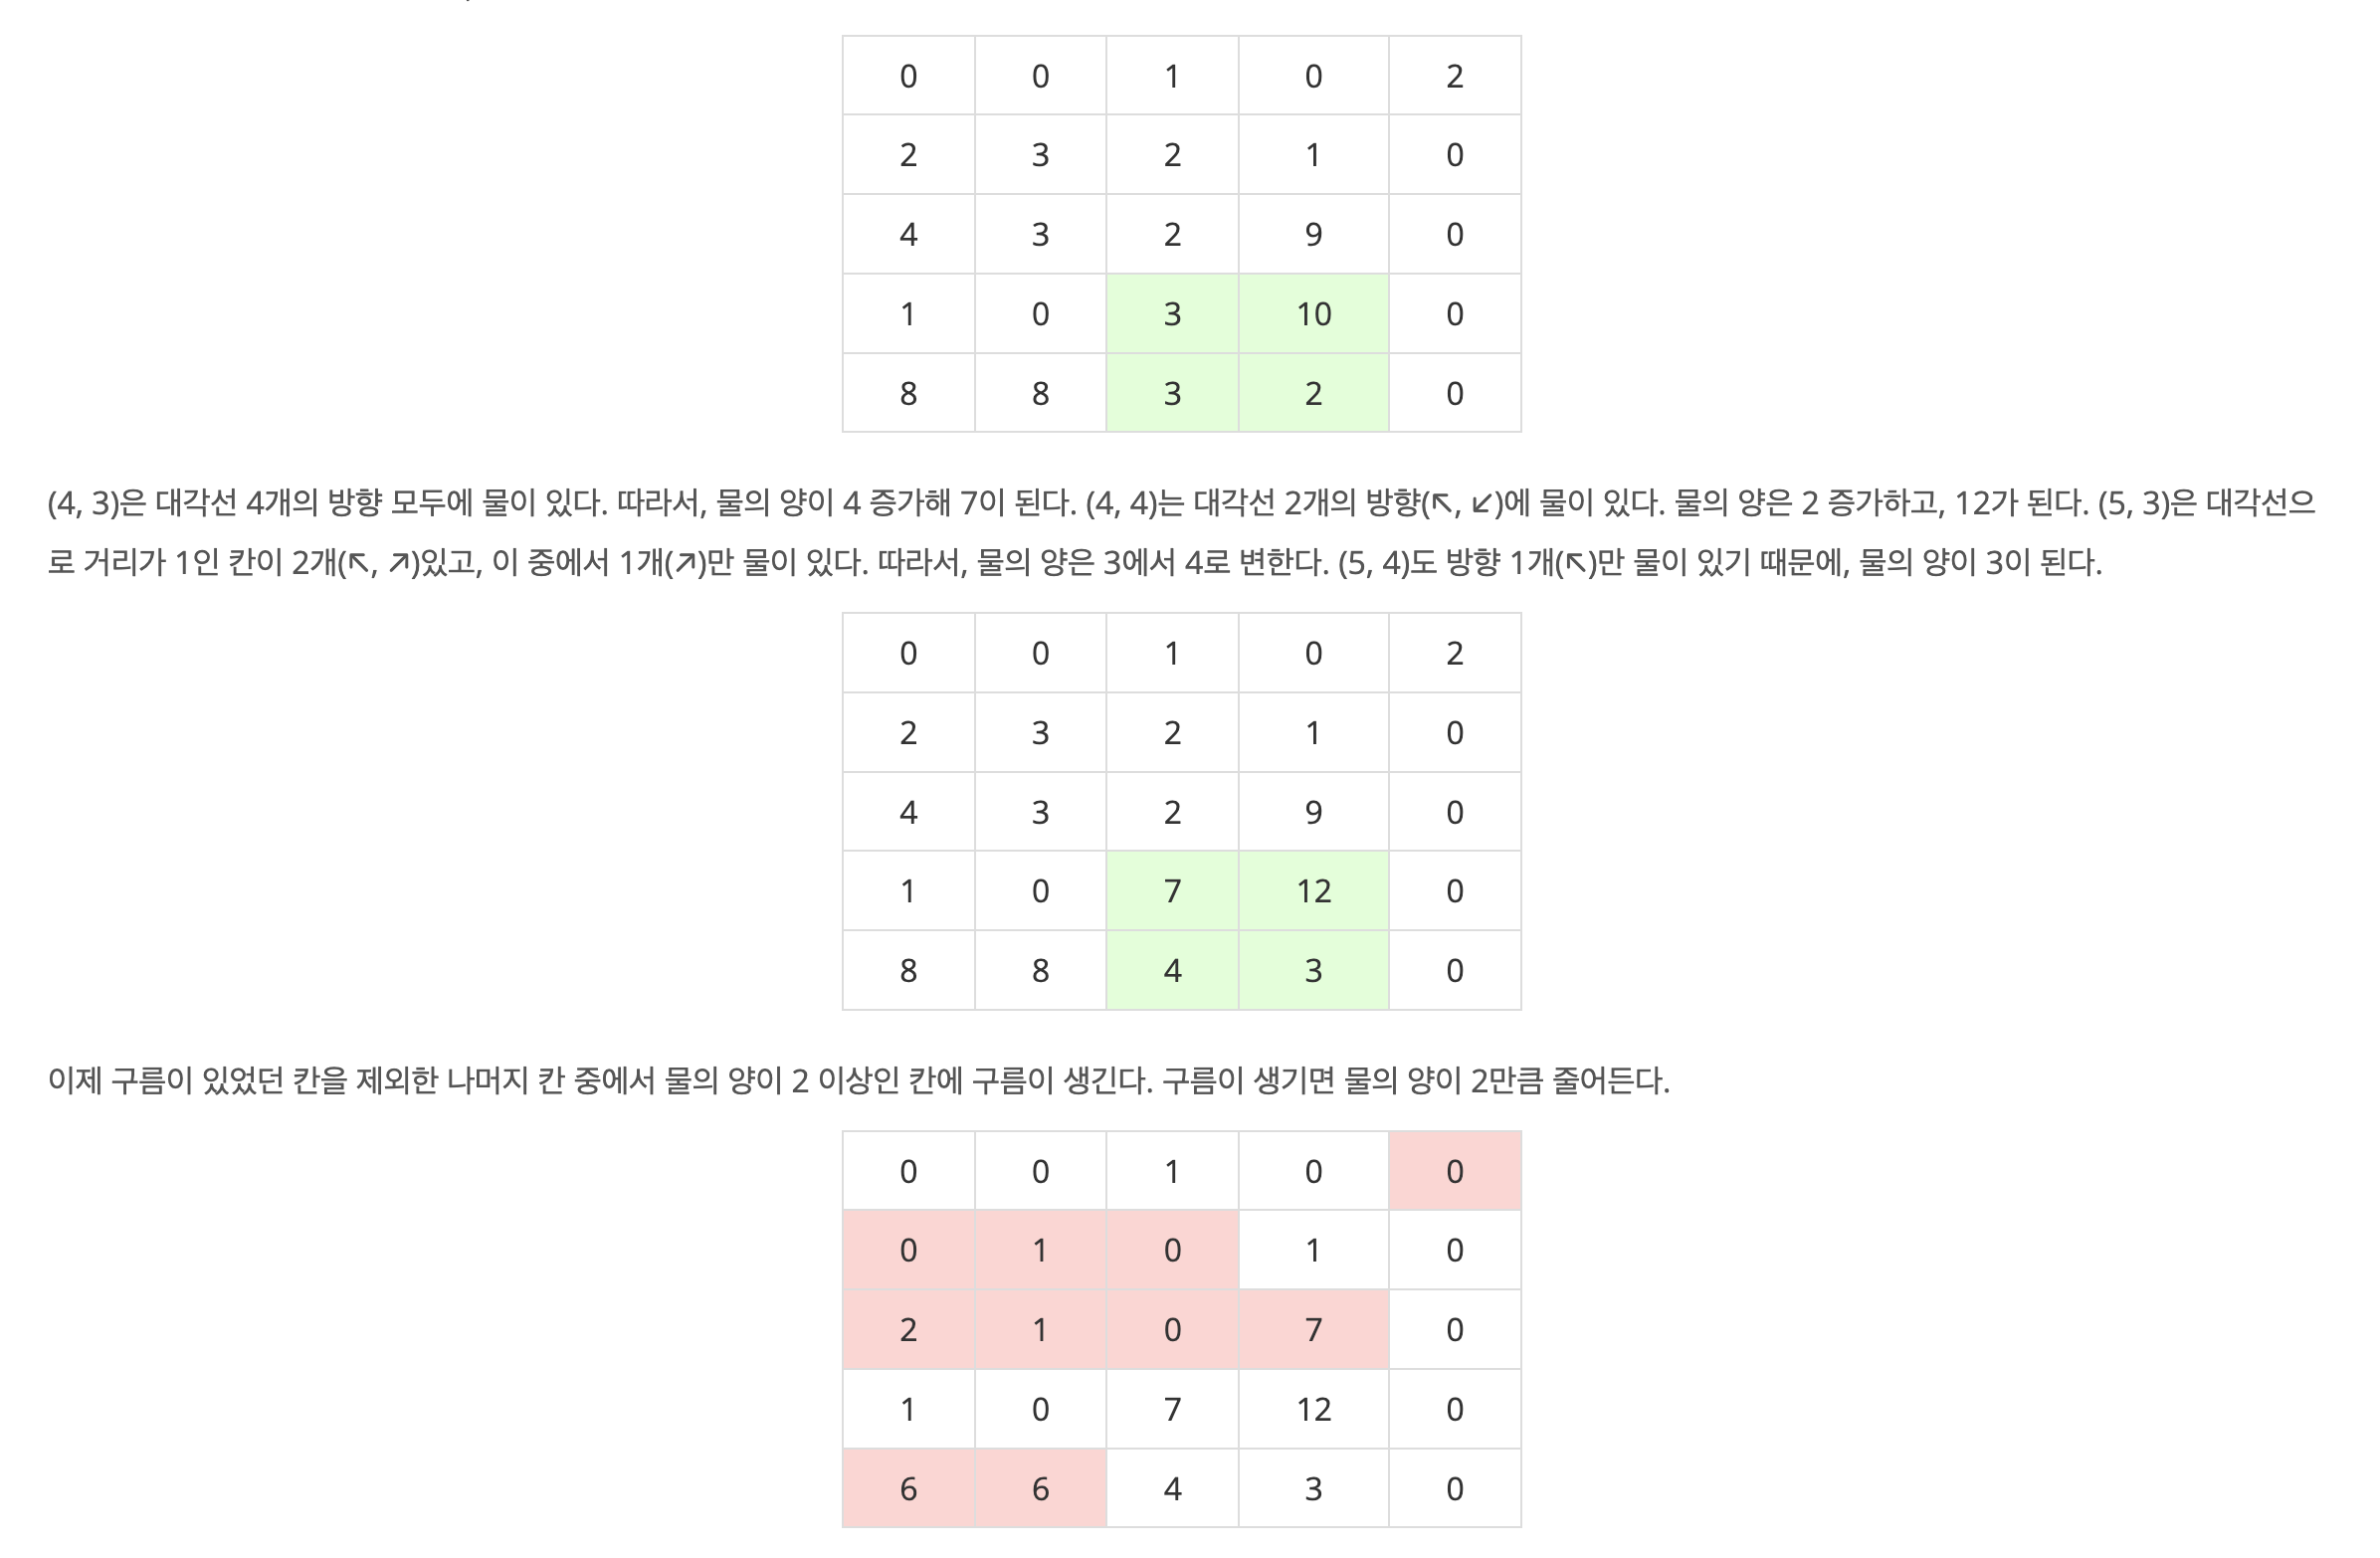 0 0 1 0 2
2 3 2 1 0
4 3 2 9 0
1 0 3 10 0
8 8 3 2 0
(4, 3)은 대각선 4개의 방향 모두에 물이 있다. 따라서, 물의 양이 4 증가해 7이 된다. (4, 4)는 대각선 2개의 방향(↖, ↙)에 물이 있다. 물의 양은 2 증가하고, 12가 된다. (5, 3)은 대각선으
로 거리가 1인 칸이 2개(↖, ↗)있고, 이 중에서 1개(↗)만 물이 있다. 따라서, 물의 양은 3에서 4로 변한다. (5, 4)도 방향 1개(↖)만 물이 있기 때문에, 물의 양이 3이 된다.
0 0 1 0 2
2 3 2 1 0
4 3 2 9 0
1 0 7 12 0
8 8 4 3 0
이제 구름이 있었던 칸을 제외한 나머지 칸 중에서 물의 양이 2 이상인 칸에 구름이 생긴다. 구름이 생기면 물의 양이 2만큼 줄어든다.
0 0 1 0 0
0 1 0 1 0
2 1 0 7 0
1 0 7 12 0
6 6 4 3 0